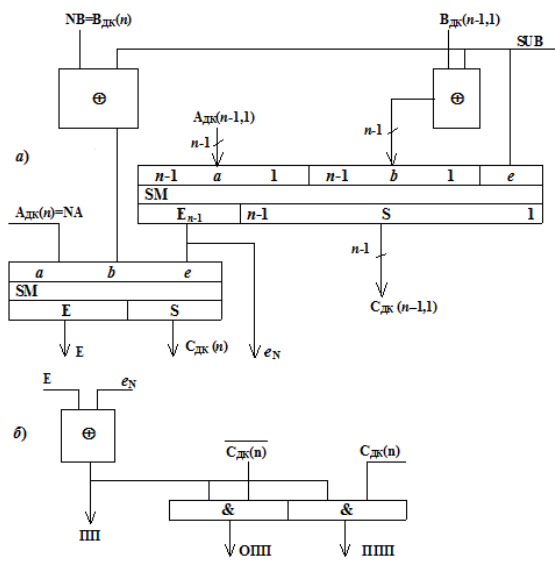 NB=Bдк(n) Bдк(n-1,1)
SUB
⊕ ⊕
Aдк(n-1,1)
n-1 n-1
а)
n-1 a 1 n-1 b 1 e
SM
Aдк(n)=NA En-1 n-1 S 1
a b e n-1
SM
E S Cдк (n–1,1)
E Cдк (n) eN
E eN
б) ⊕ C̅д̅к̅(̅n̅)̅ Cдк(n)
& &
ПП
ОПП ППП